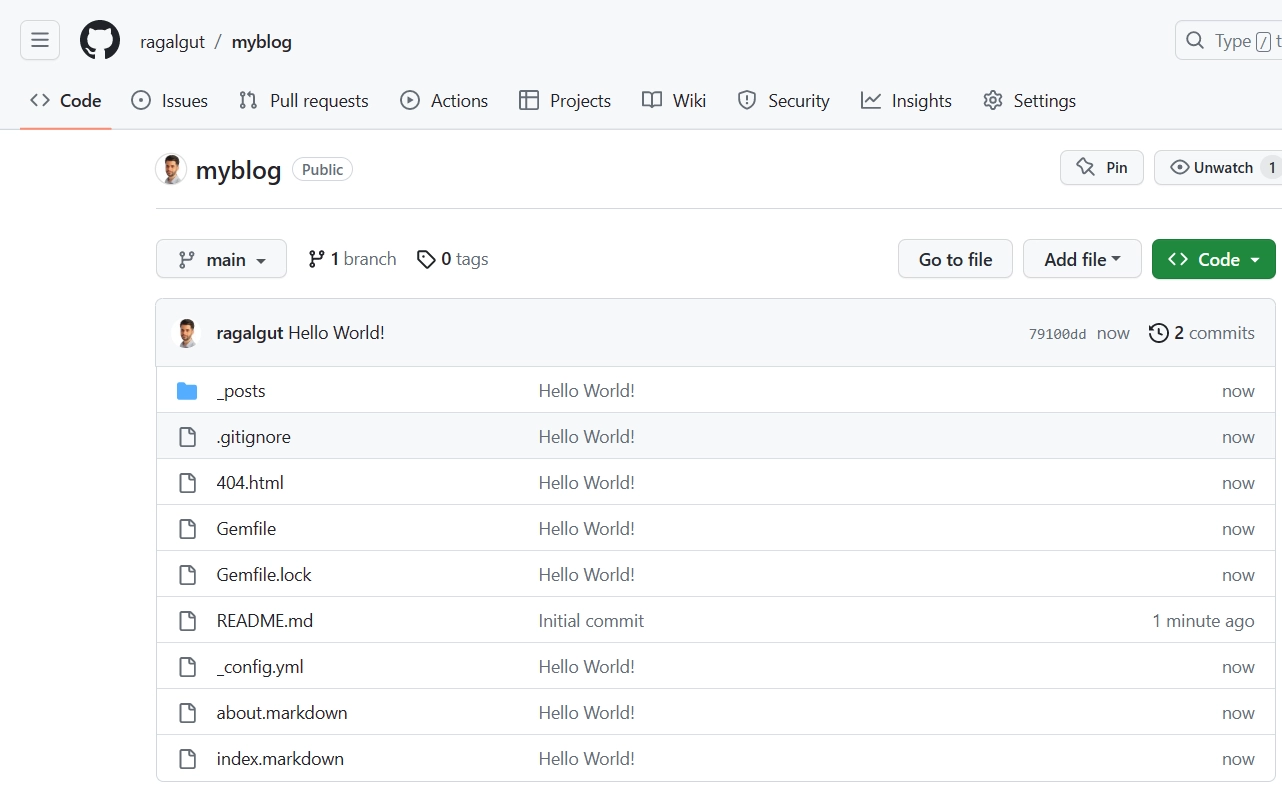 ragalgut / myblog
Type / t
Code Issues Pull requests Actions Projects Wiki Security Insights Settings
myblog Public Pin Unwatch 1
main 1 branch 0 tags Go to file Add file Code
ragalgut Hello World! 79100dd now 2 commits
_posts Hello World! now
.gitignore Hello World! now
404.html Hello World! now
Gemfile Hello World! now
Gemfile.lock Hello World! now
README.md Initial commit 1 minute ago
_config.yml Hello World! now
about.markdown Hello World! now
index.markdown Hello World! now